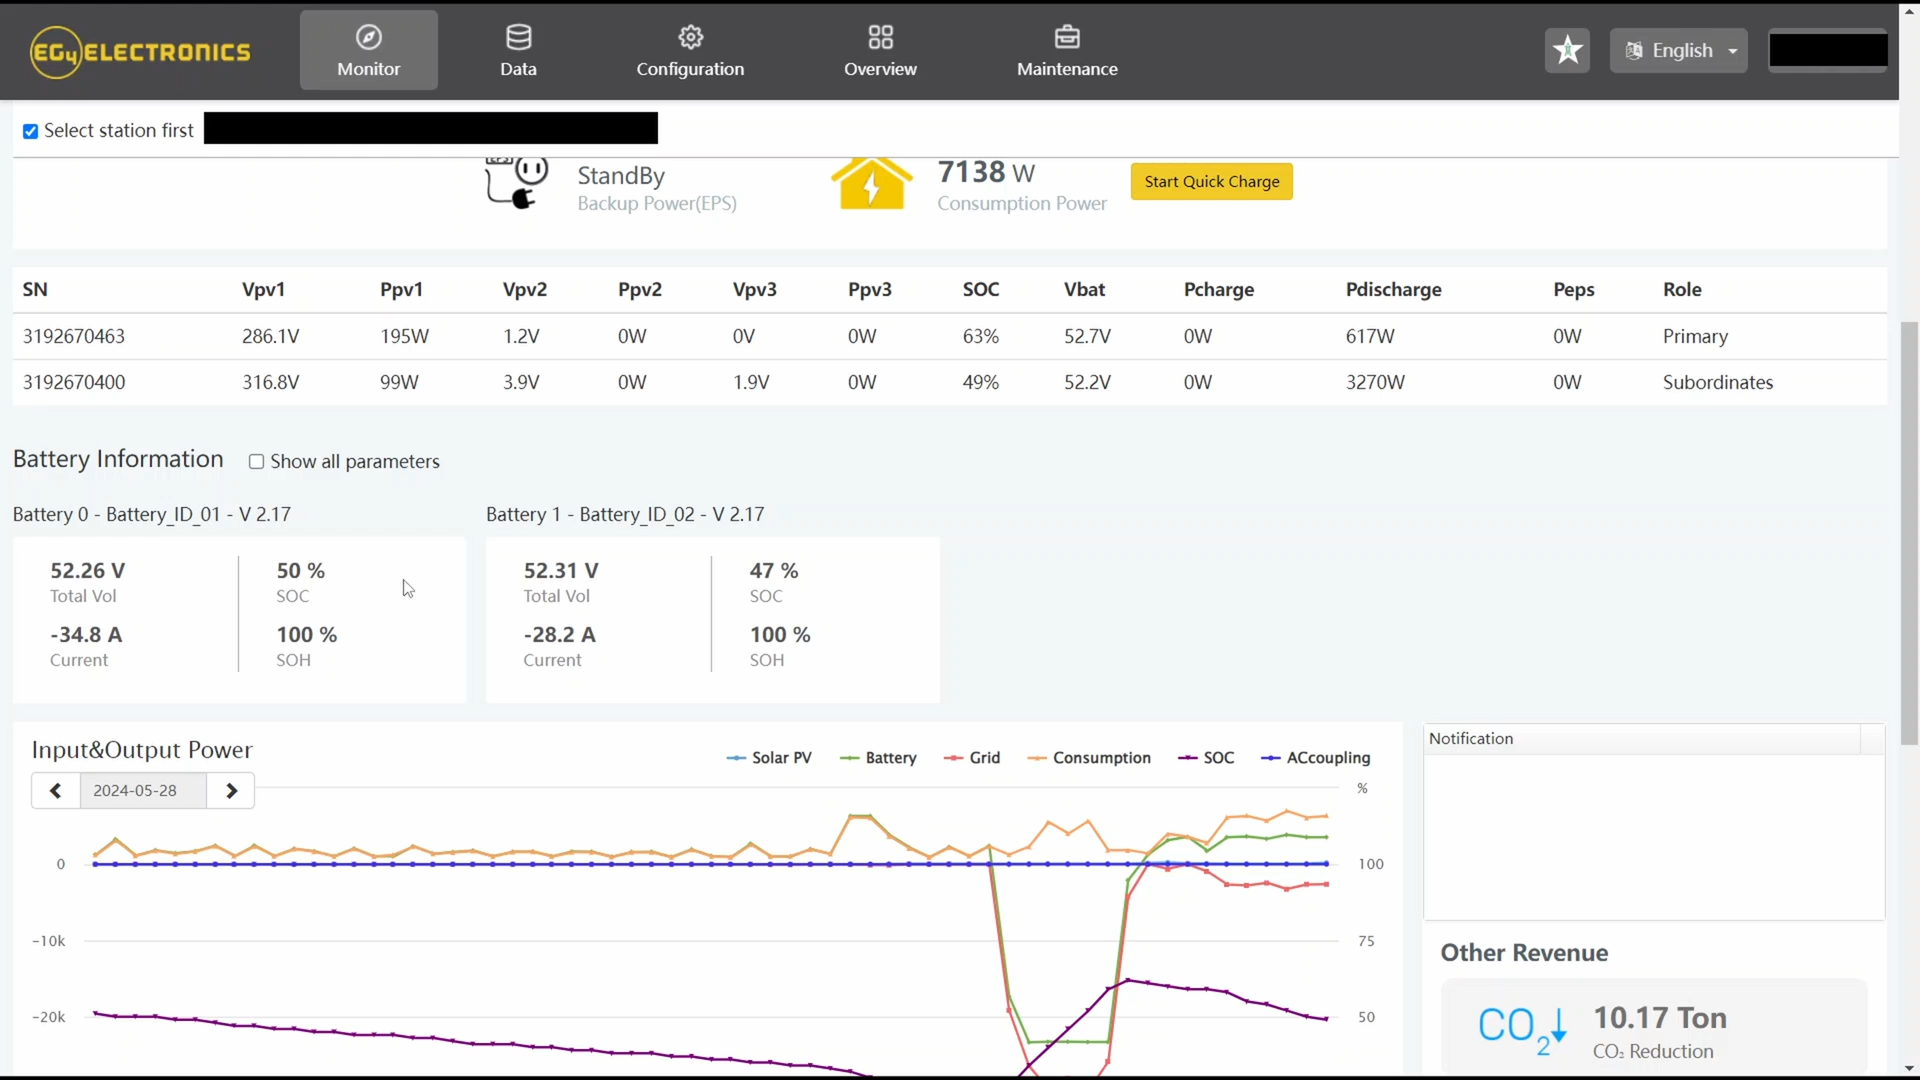 EG4 ELECTRONICS
Monitor
Data
Configuration
Overview
Maintenance
English
Select station first
EPS
StandBy
Backup Power(EPS)
7138 W
Consumption Power
Start Quick Charge
SN Vpv1 Ppv1 Vpv2 Ppv2 Vpv3 Ppv3 SOC Vbat Pcharge Pdischarge Peps Role
3192670463 286.1V 195W 1.2V 0W 0V 0W 63% 52.7V 0W 617W 0W Primary
3192670400 316.8V 99W 3.9V 0W 1.9V 0W 49% 52.2V 0W 3270W 0W Subordinates
Battery Information
Show all parameters
Battery 0 - Battery_ID_01 - V 2.17
52.26 V
Total Vol
50 %
SOC
-34.8 A
Current
100 %
SOH
Battery 1 - Battery_ID_02 - V 2.17
52.31 V
Total Vol
47 %
SOC
-28.2 A
Current
100 %
SOH
Input&Output Power
2024-05-28
Solar PV Battery Grid Consumption SOC ACcoupling
%
0 100
-10k 75
-20k 50
Notification
Other Revenue
CO2
10.17 Ton
CO₂ Reduction